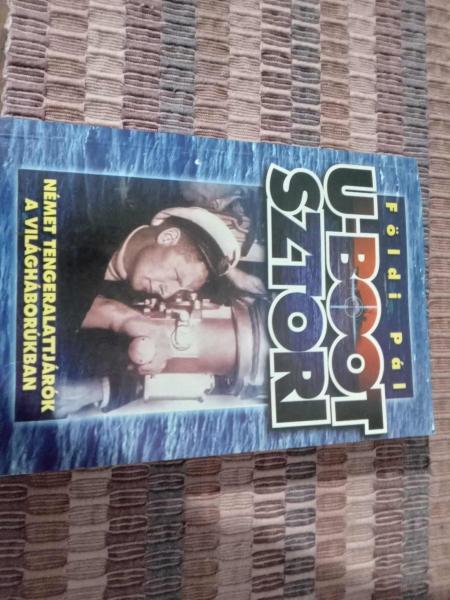 Földi Pál
U-BOOT
SZTORI
NÉMET TENGERALATTJÁRÓK
A VILÁGHÁBORÚKBAN